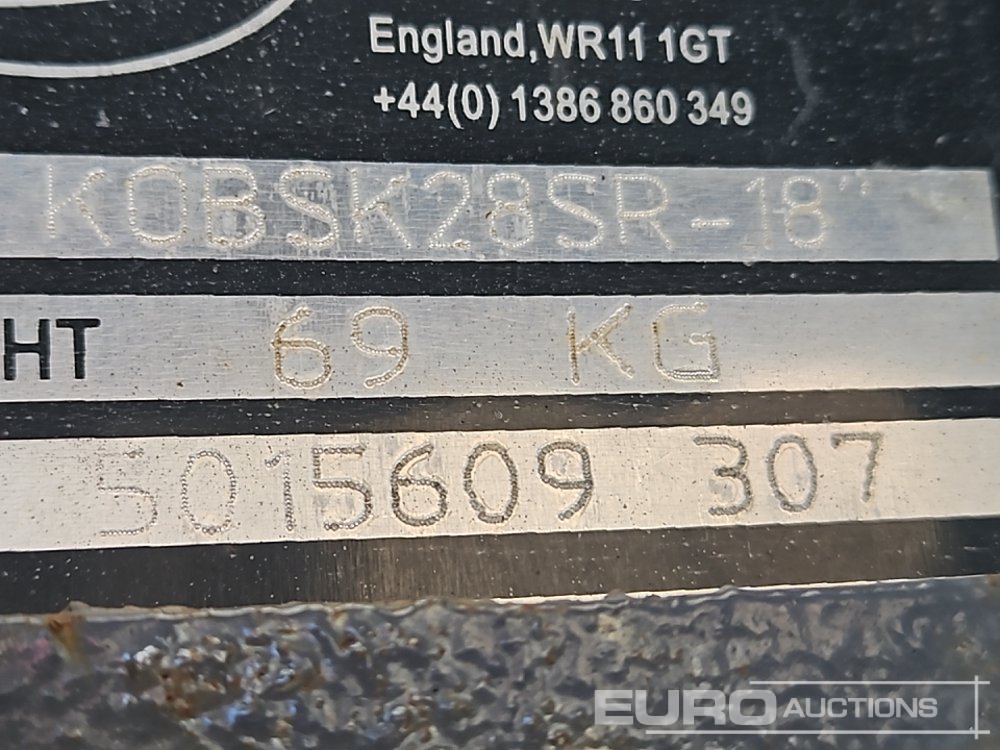 England,WR11 1GT
+44(0) 1386 860 349
KOBSK28SR-18"
HT 69 KG
5015609 307
EURO AUCTIONS